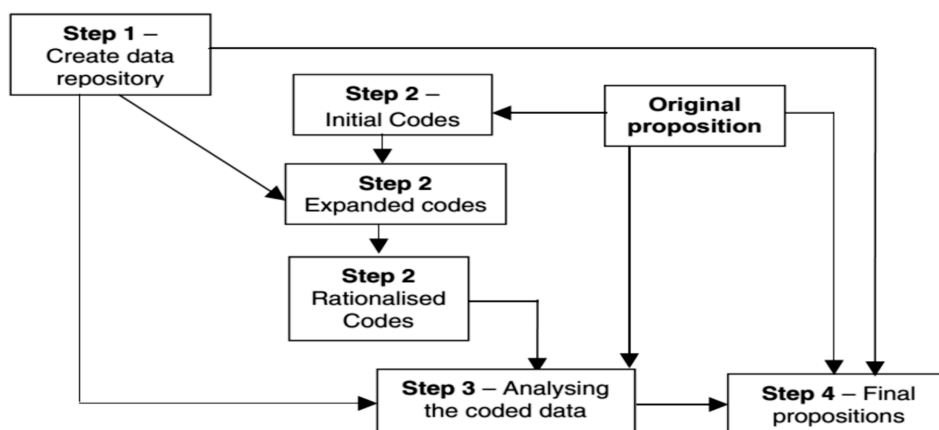 Step 1 –
Create data
repository
Step 2 –
Initial Codes
Original
proposition
Step 2
Expanded codes
Step 2
Rationalised
Codes
Step 3 – Analysing
the coded data
Step 4 – Final
propositions